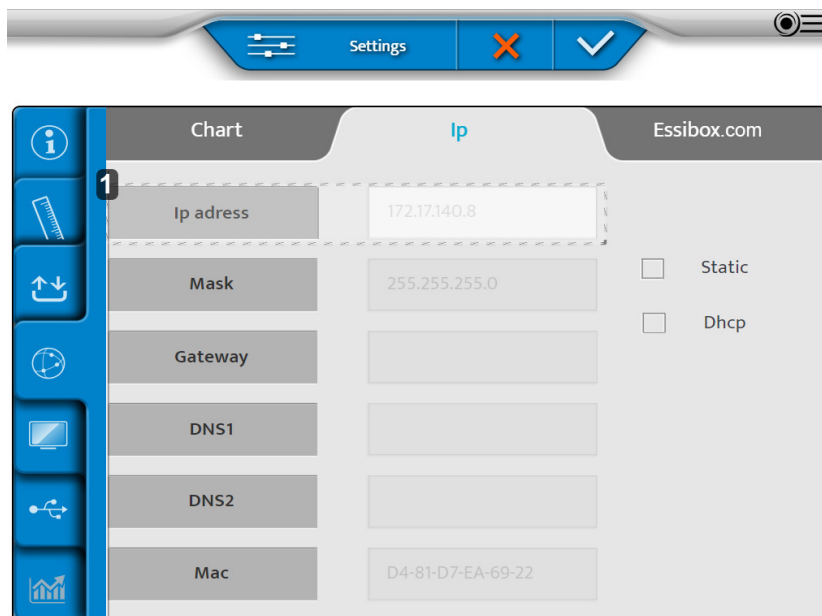 Settings
Chart Ip Essibox.com
1
Ip adress 172.17.140.8
Mask 255.255.255.0 Static
Dhcp
Gateway
DNS1
DNS2
Mac D4-81-D7-EA-69-22